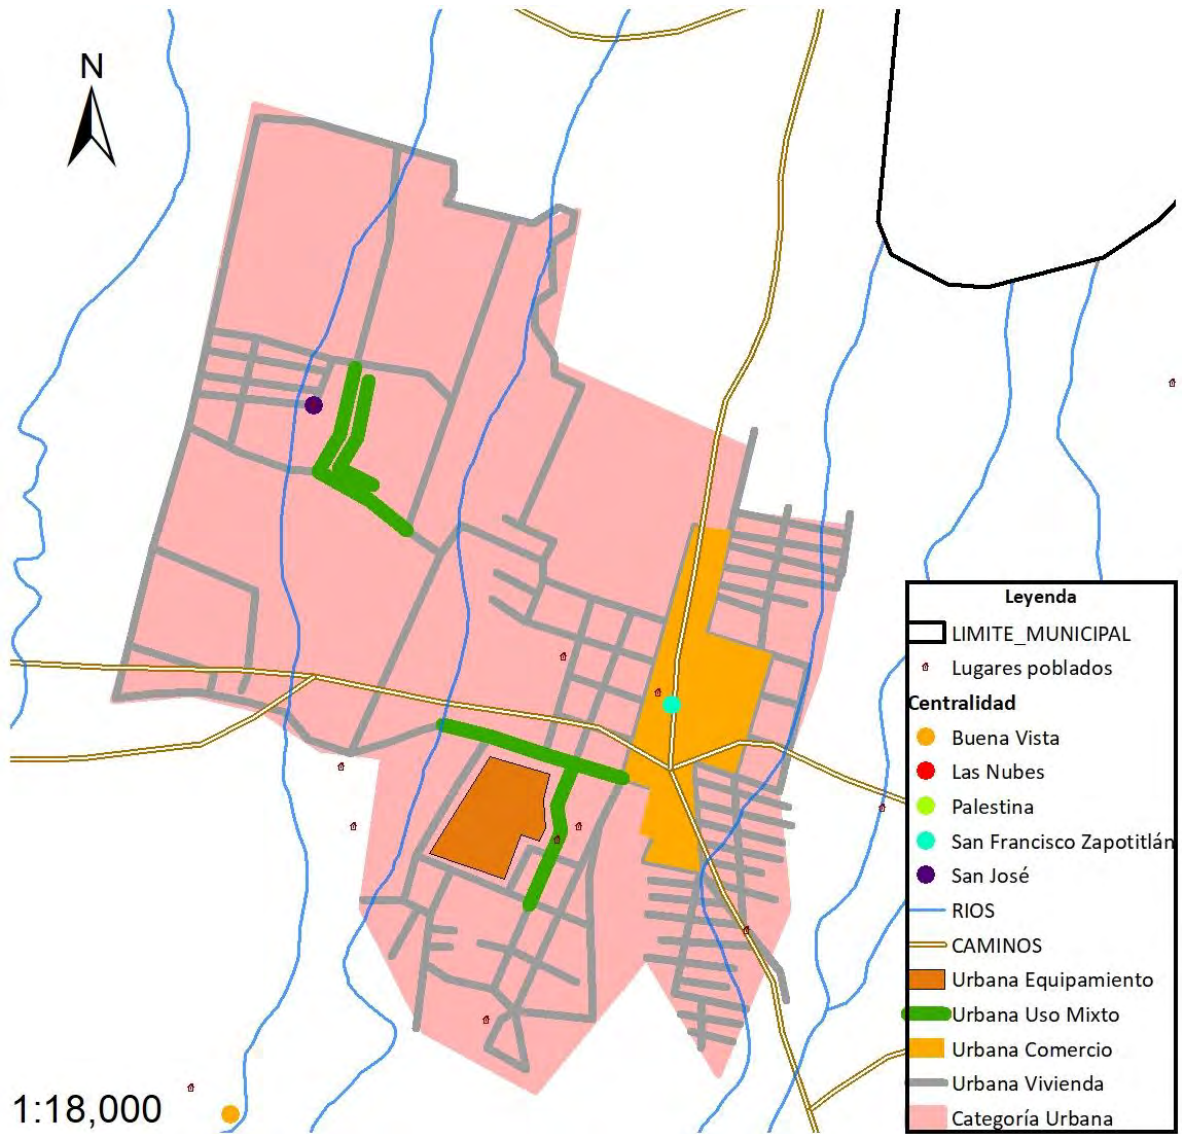 N
Leyenda
LIMITE_MUNICIPAL
Lugares poblados
Centralidad
Buena Vista
Las Nubes
Palestina
San Francisco Zapotitlán
San José
RIOS
CAMINOS
Urbana Equipamiento
Urbana Uso Mixto
Urbana Comercio
Urbana Vivienda
Categoría Urbana
1:18,000